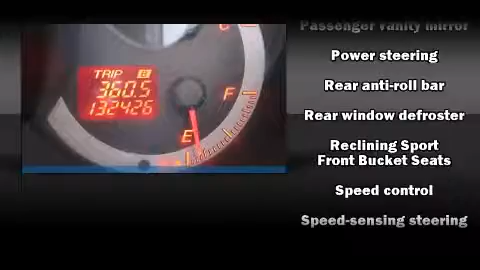 Passenger vanity mirror
Power steering
Rear anti-roll bar
Rear window defroster
Reclining Sport
Front Bucket Seats
Speed control
Speed-sensing steering
C
TRIP B
360.5
132426
F
E